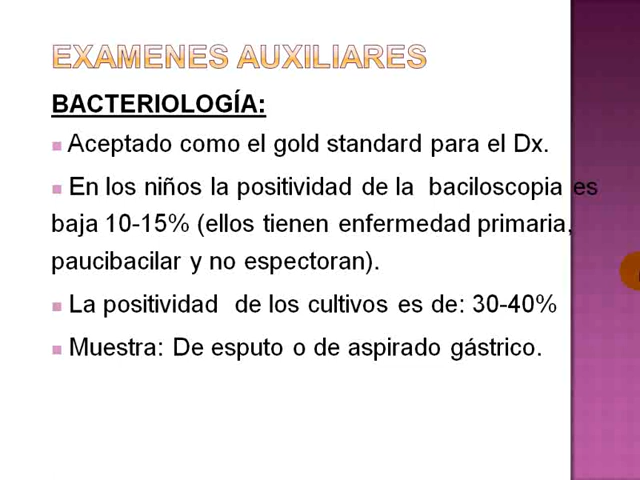 EXAMENES AUXILIARES
BACTERIOLOGÍA:
Aceptado como el gold standard para el Dx.
En los niños la positividad de la baciloscopia es
baja 10-15% (ellos tienen enfermedad primaria,
paucibacilar y no espectoran).
La positividad de los cultivos es de: 30-40%
Muestra: De esputo o de aspirado gástrico.